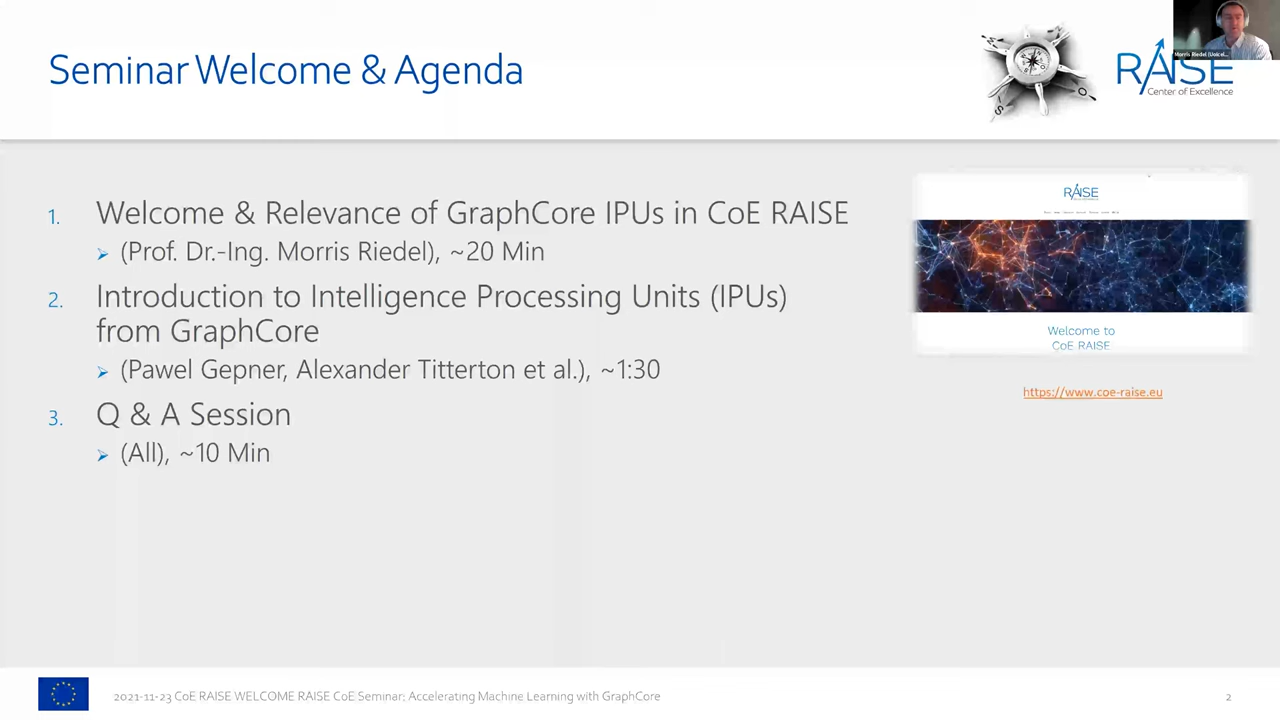 Seminar Welcome & Agenda
RAISE
Center of Excellence
1. Welcome & Relevance of GraphCore IPUs in CoE RAISE
(Prof. Dr.-Ing. Morris Riedel), ~20 Min
2. Introduction to Intelligence Processing Units (IPUs)
from GraphCore
(Pawel Gepner, Alexander Titterton et al.), ~1:30
3. Q & A Session
(All), ~10 Min
RAISE
Welcome to
CoE RAISE
https://www.coe-raise.eu
2021-11-23 CoE RAISE WELCOME RAISE CoE Seminar: Accelerating Machine Learning with GraphCore
2
Morris Riedel